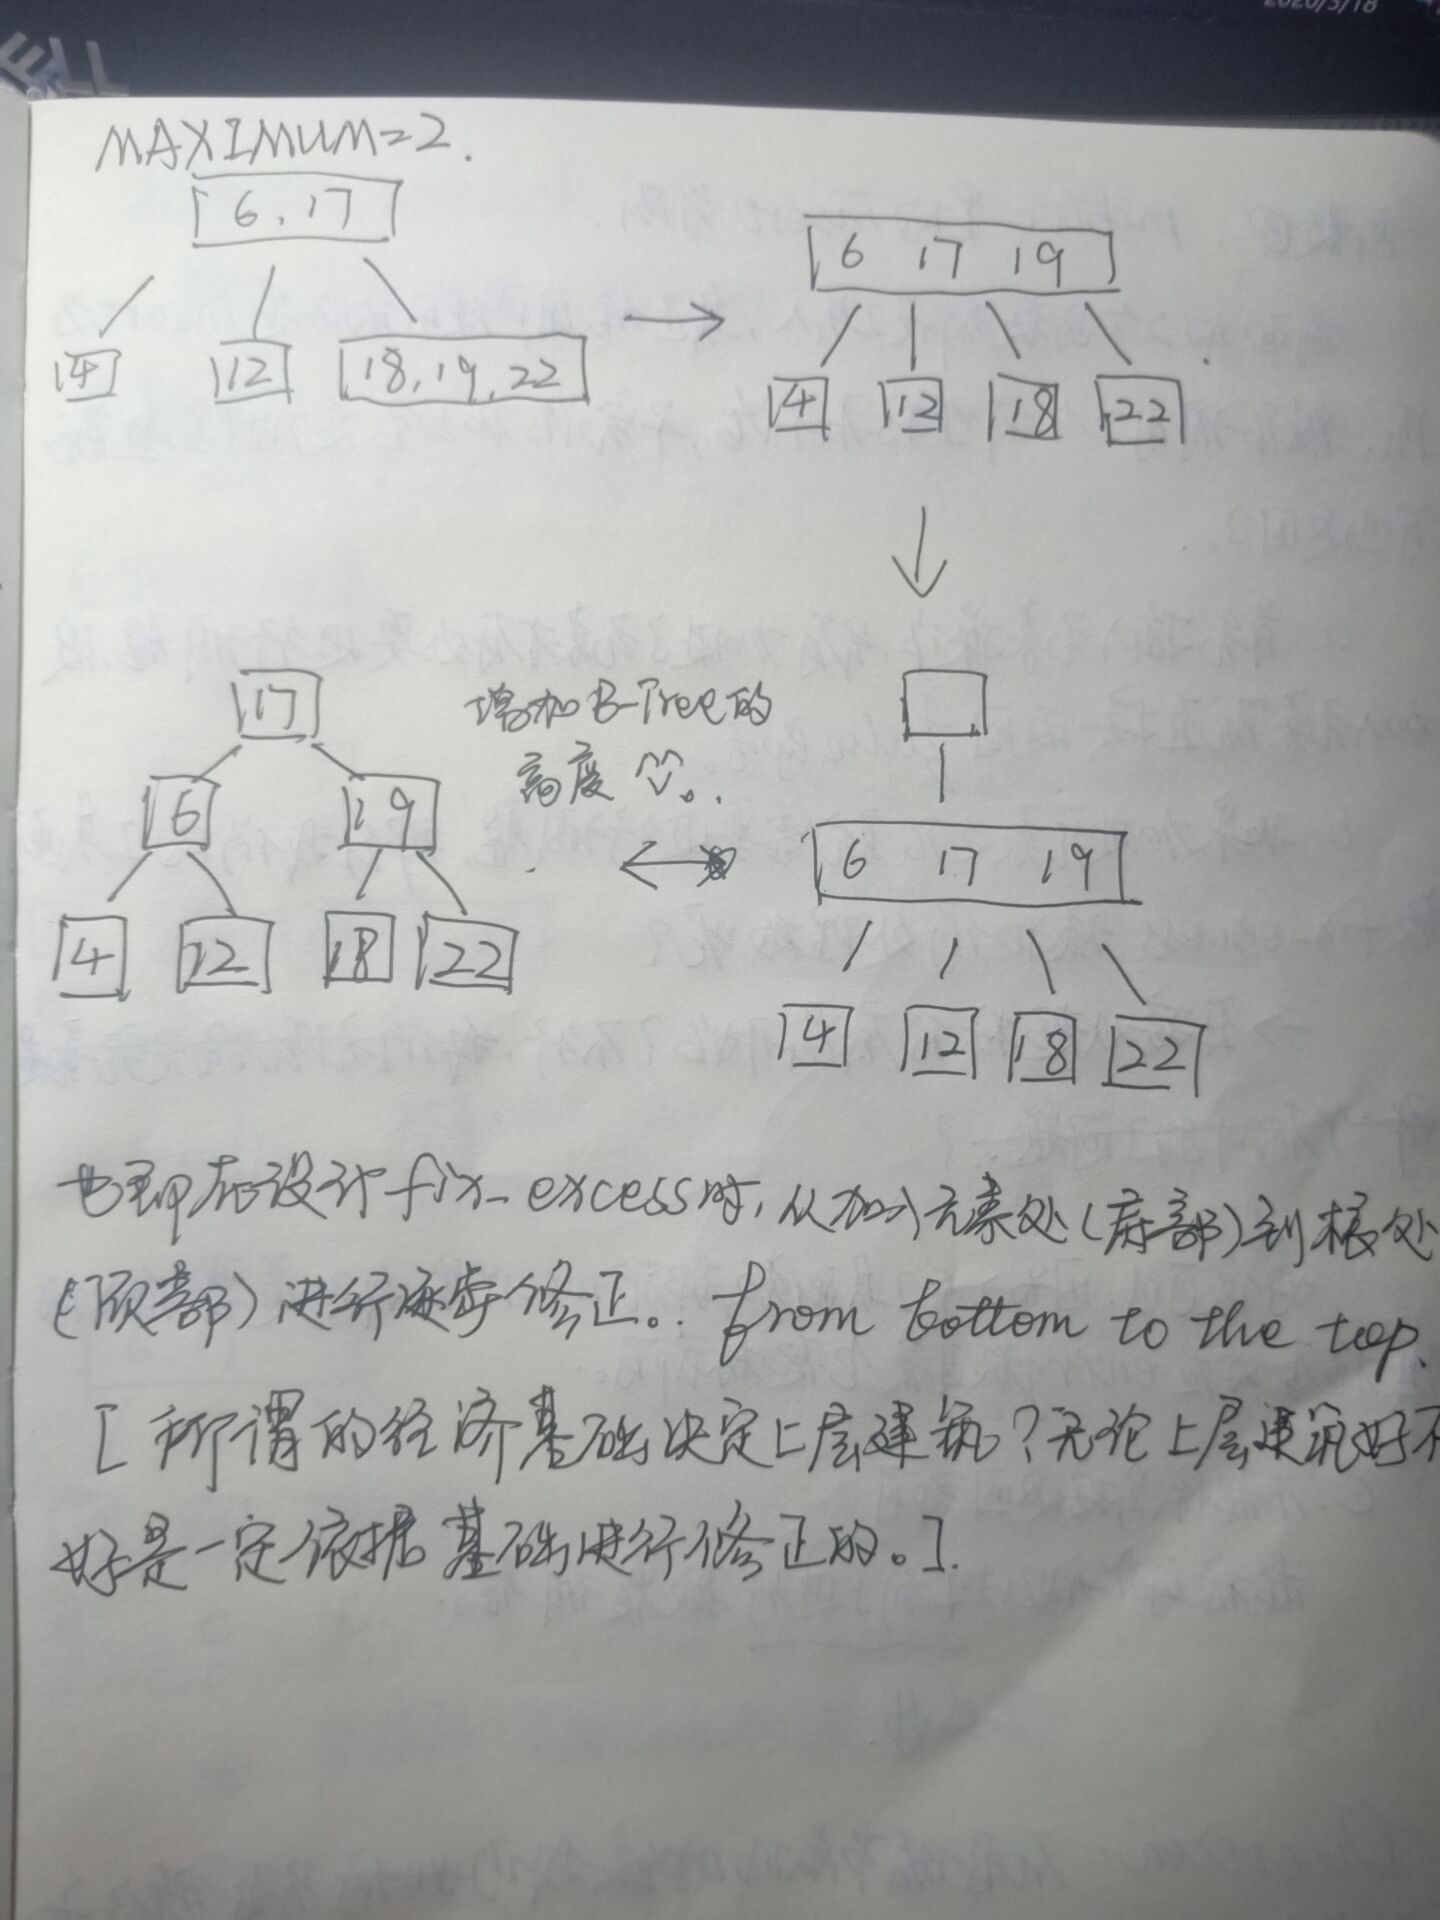 2020/3/18
ELL
MAXIMUM=2.
6, 17
4 12 18, 19, 22
6 17 19
4 12 18 22
6 17 19
4 12 18 22
17
6 19
4 12 18 22
增加B-Tree的
高度
也即在设计fix_excess时,从加入元素处(底部)到根处
(顶部)进行逐步修正。. from bottom to the top.
[所谓的经济基础决定上层建筑?无论上层建筑好不
好是一定依据基础进行修正的。].